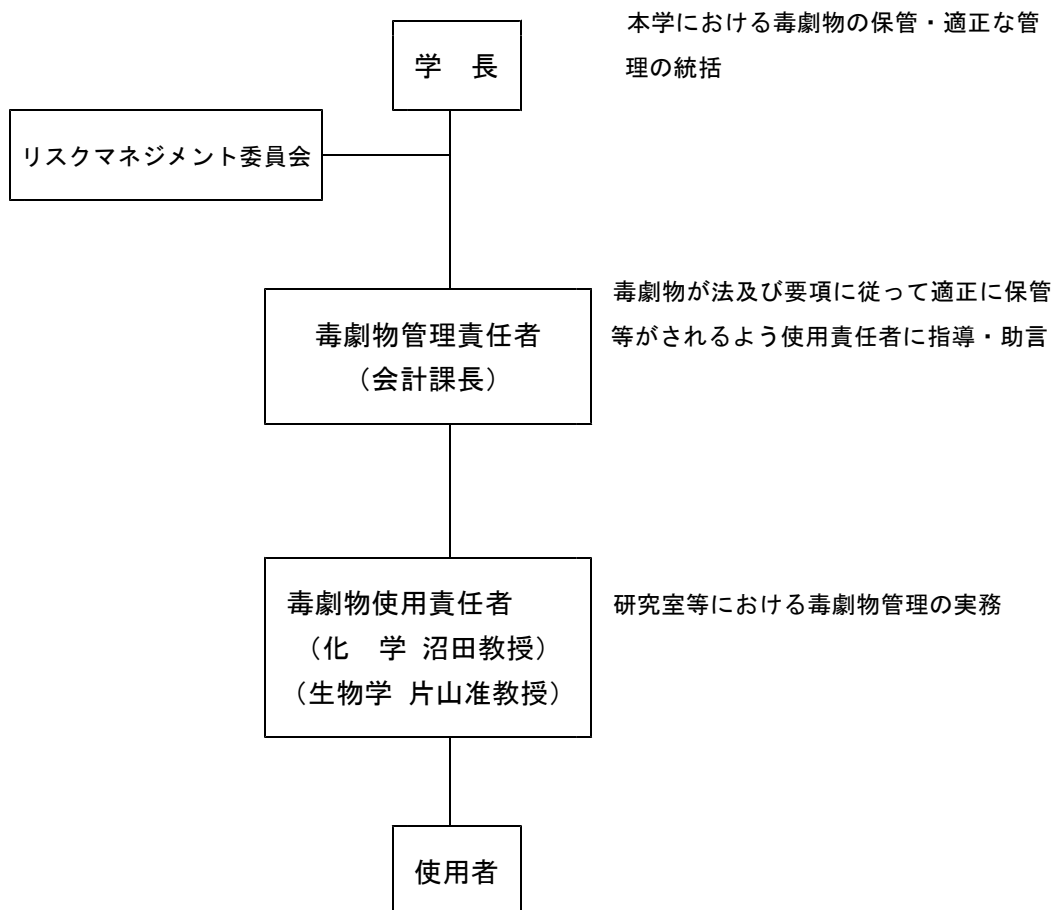 学　長
本学における毒劇物の保管・適正な管
理の統括
リスクマネジメント委員会
毒劇物管理責任者
（会計課長）
毒劇物が法及び要項に従って適正に保管
等がされるよう使用責任者に指導・助言
毒劇物使用責任者
（化　学 沼田教授）
（生物学 片山准教授）
研究室等における毒劇物管理の実務
使用者